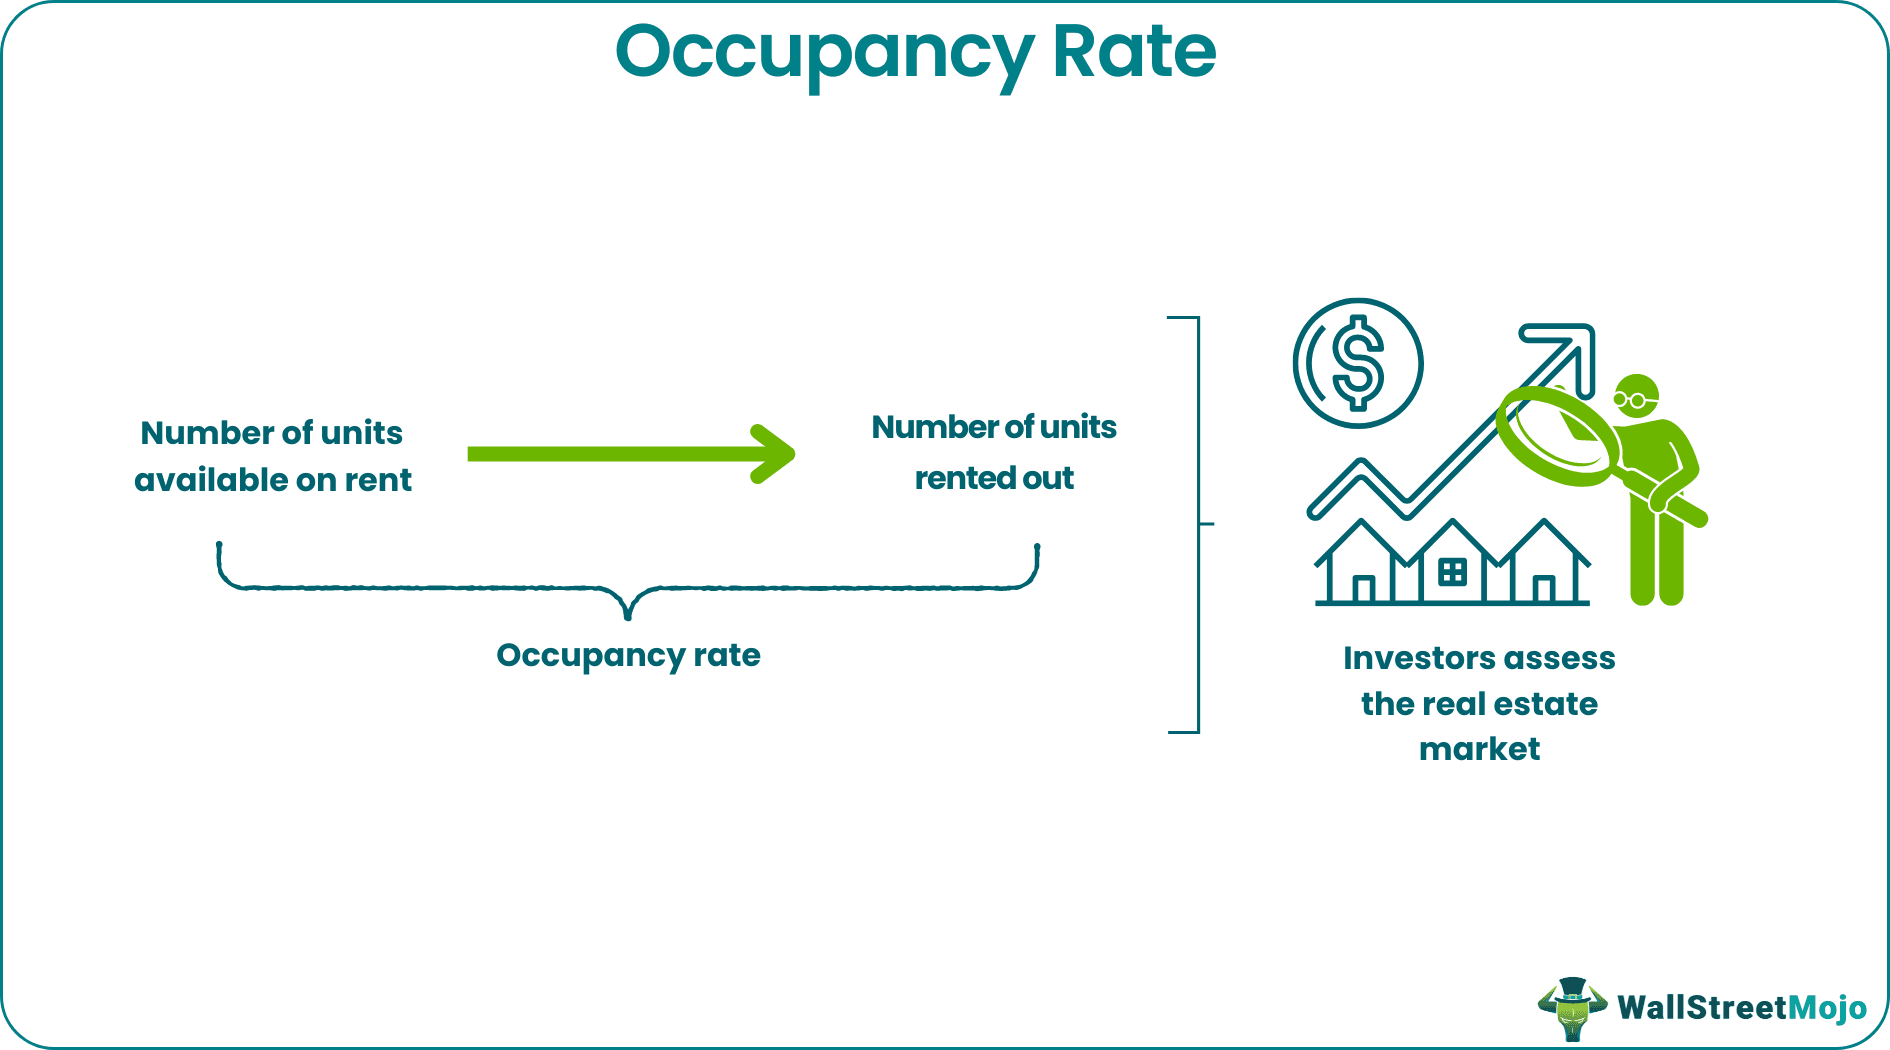 Occupancy Rate
Number of units
available on rent
Number of units
rented out
Occupancy rate
$
Investors assess
the real estate
market
WallStreetMojo